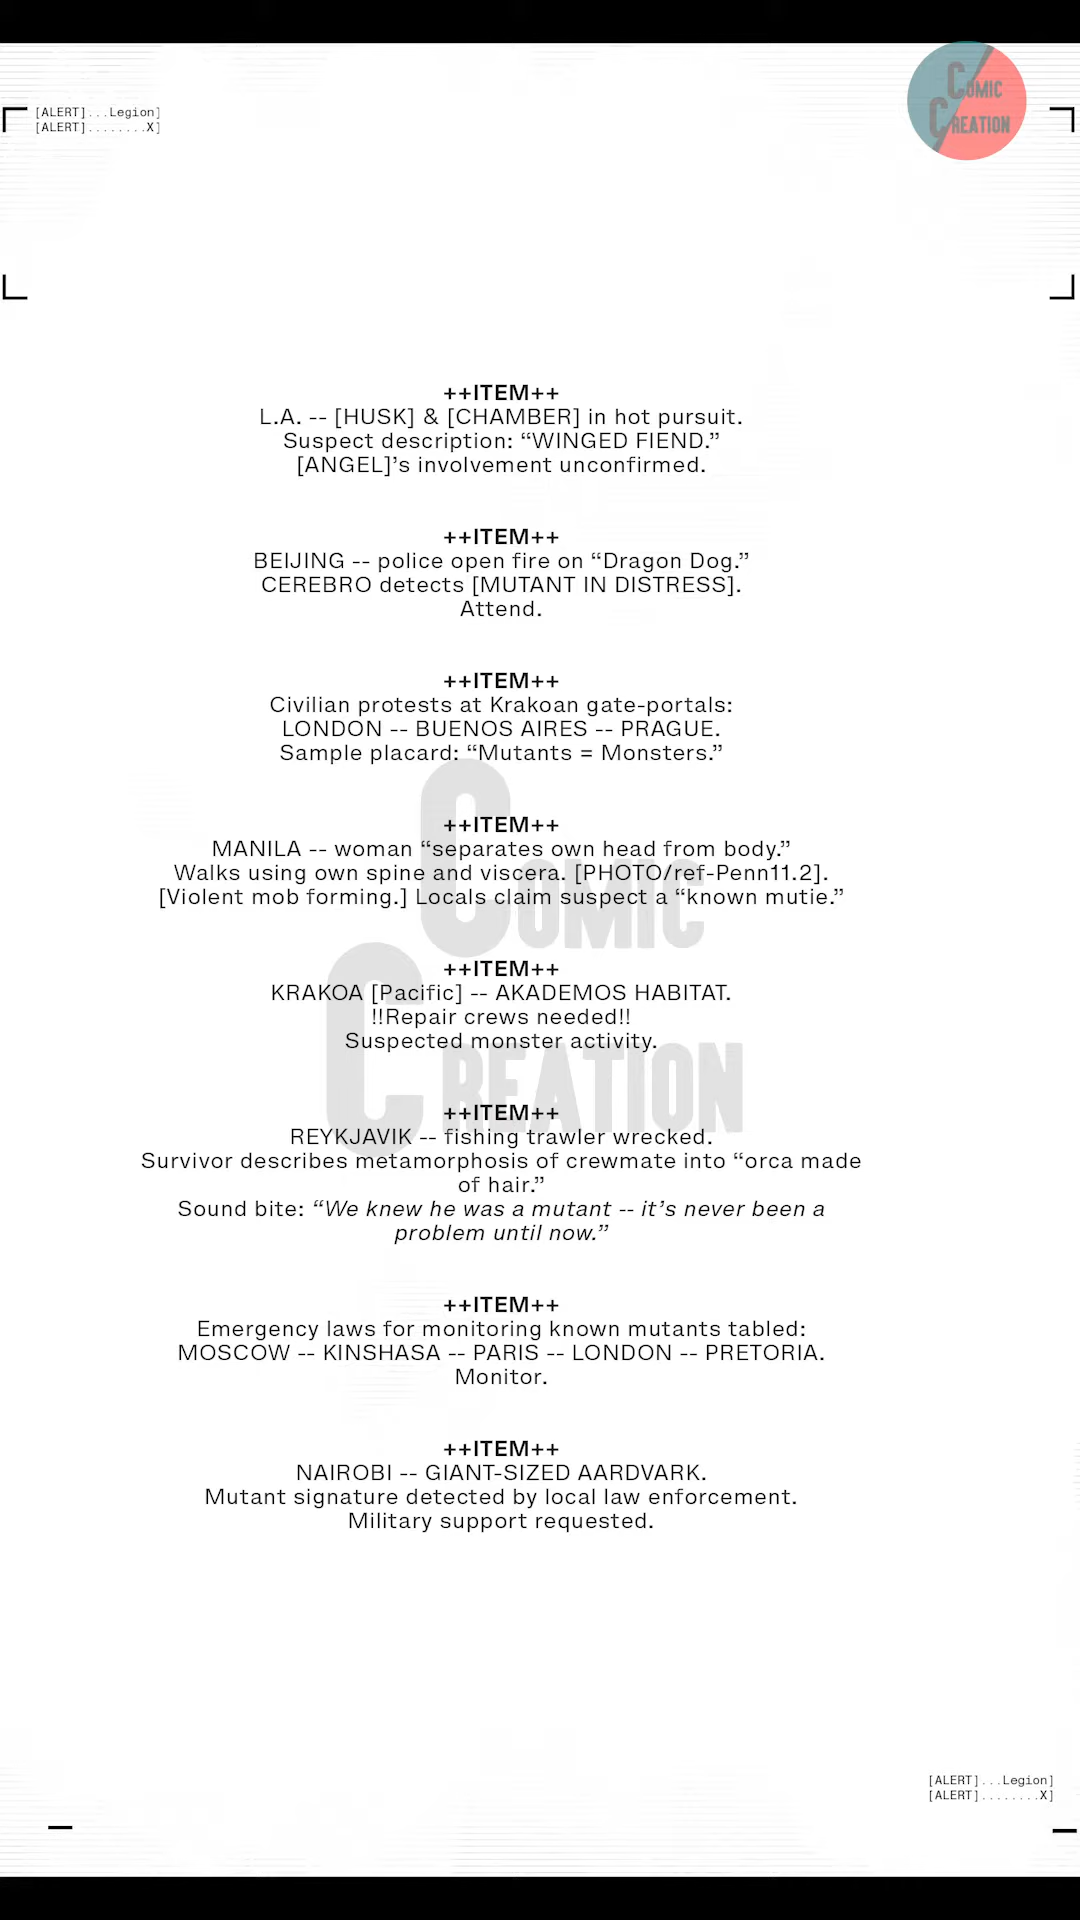 [ALERT]...Legion]
[ALERT]........X]
COMIC
CREATION
++ITEM++
L.A. -- [HUSK] & [CHAMBER] in hot pursuit.
Suspect description: “WINGED FIEND.”
[ANGEL]’s involvement unconfirmed.
++ITEM++
BEIJING -- police open fire on “Dragon Dog.”
CEREBRO detects [MUTANT IN DISTRESS].
Attend.
++ITEM++
Civilian protests at Krakoan gate-portals:
LONDON -- BUENOS AIRES -- PRAGUE.
Sample placard: “Mutants = Monsters.”
++ITEM++
MANILA -- woman “separates own head from body.”
Walks using own spine and viscera. [PHOTO/ref-Penn11.2].
[Violent mob forming.] Locals claim suspect a “known mutie.”
COMIC
++ITEM++
KRAKOA [Pacific] -- AKADEMOS HABITAT.
!!Repair crews needed!!
Suspected monster activity.
CREATION
++ITEM++
REYKJAVIK -- fishing trawler wrecked.
Survivor describes metamorphosis of crewmate into “orca made
of hair.”
Sound bite: “We knew he was a mutant -- it’s never been a
problem until now.”
++ITEM++
Emergency laws for monitoring known mutants tabled:
MOSCOW -- KINSHASA -- PARIS -- LONDON -- PRETORIA.
Monitor.
++ITEM++
NAIROBI -- GIANT-SIZED AARDVARK.
Mutant signature detected by local law enforcement.
Military support requested.
[ALERT]...Legion]
[ALERT]........X]